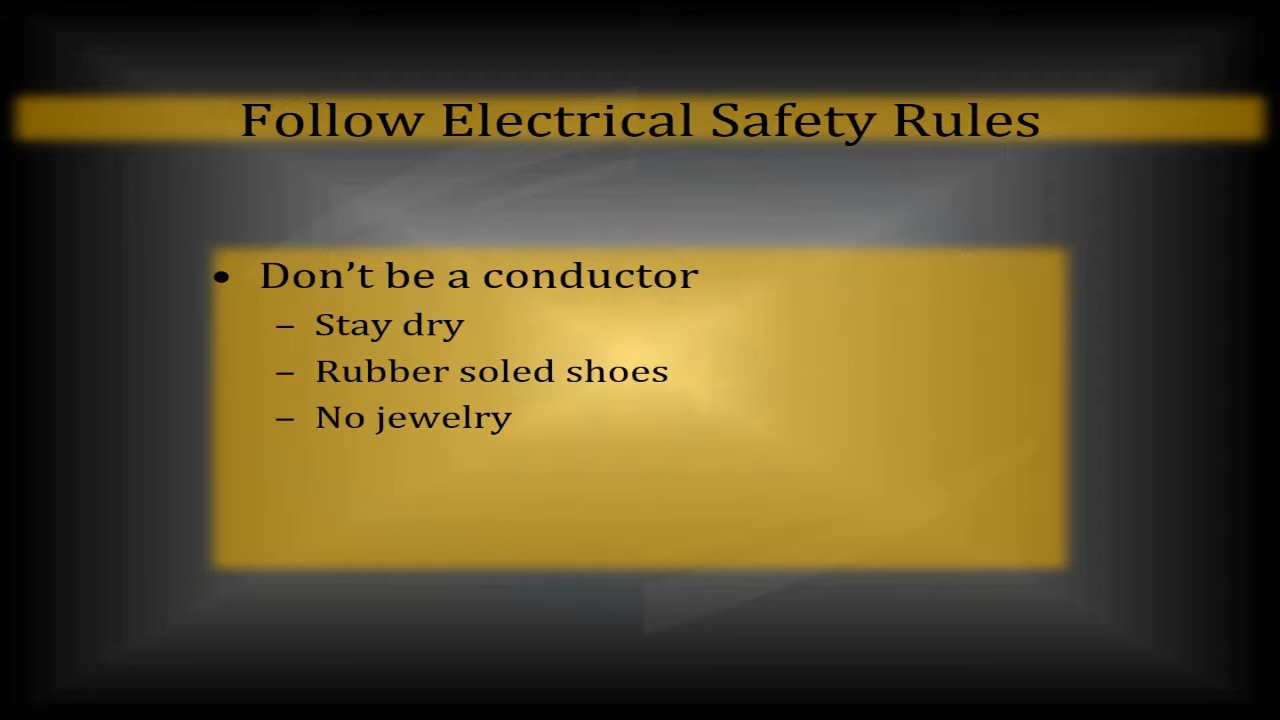 Follow Electrical Safety Rules
• Don’t be a conductor
– Stay dry
– Rubber soled shoes
– No jewelry